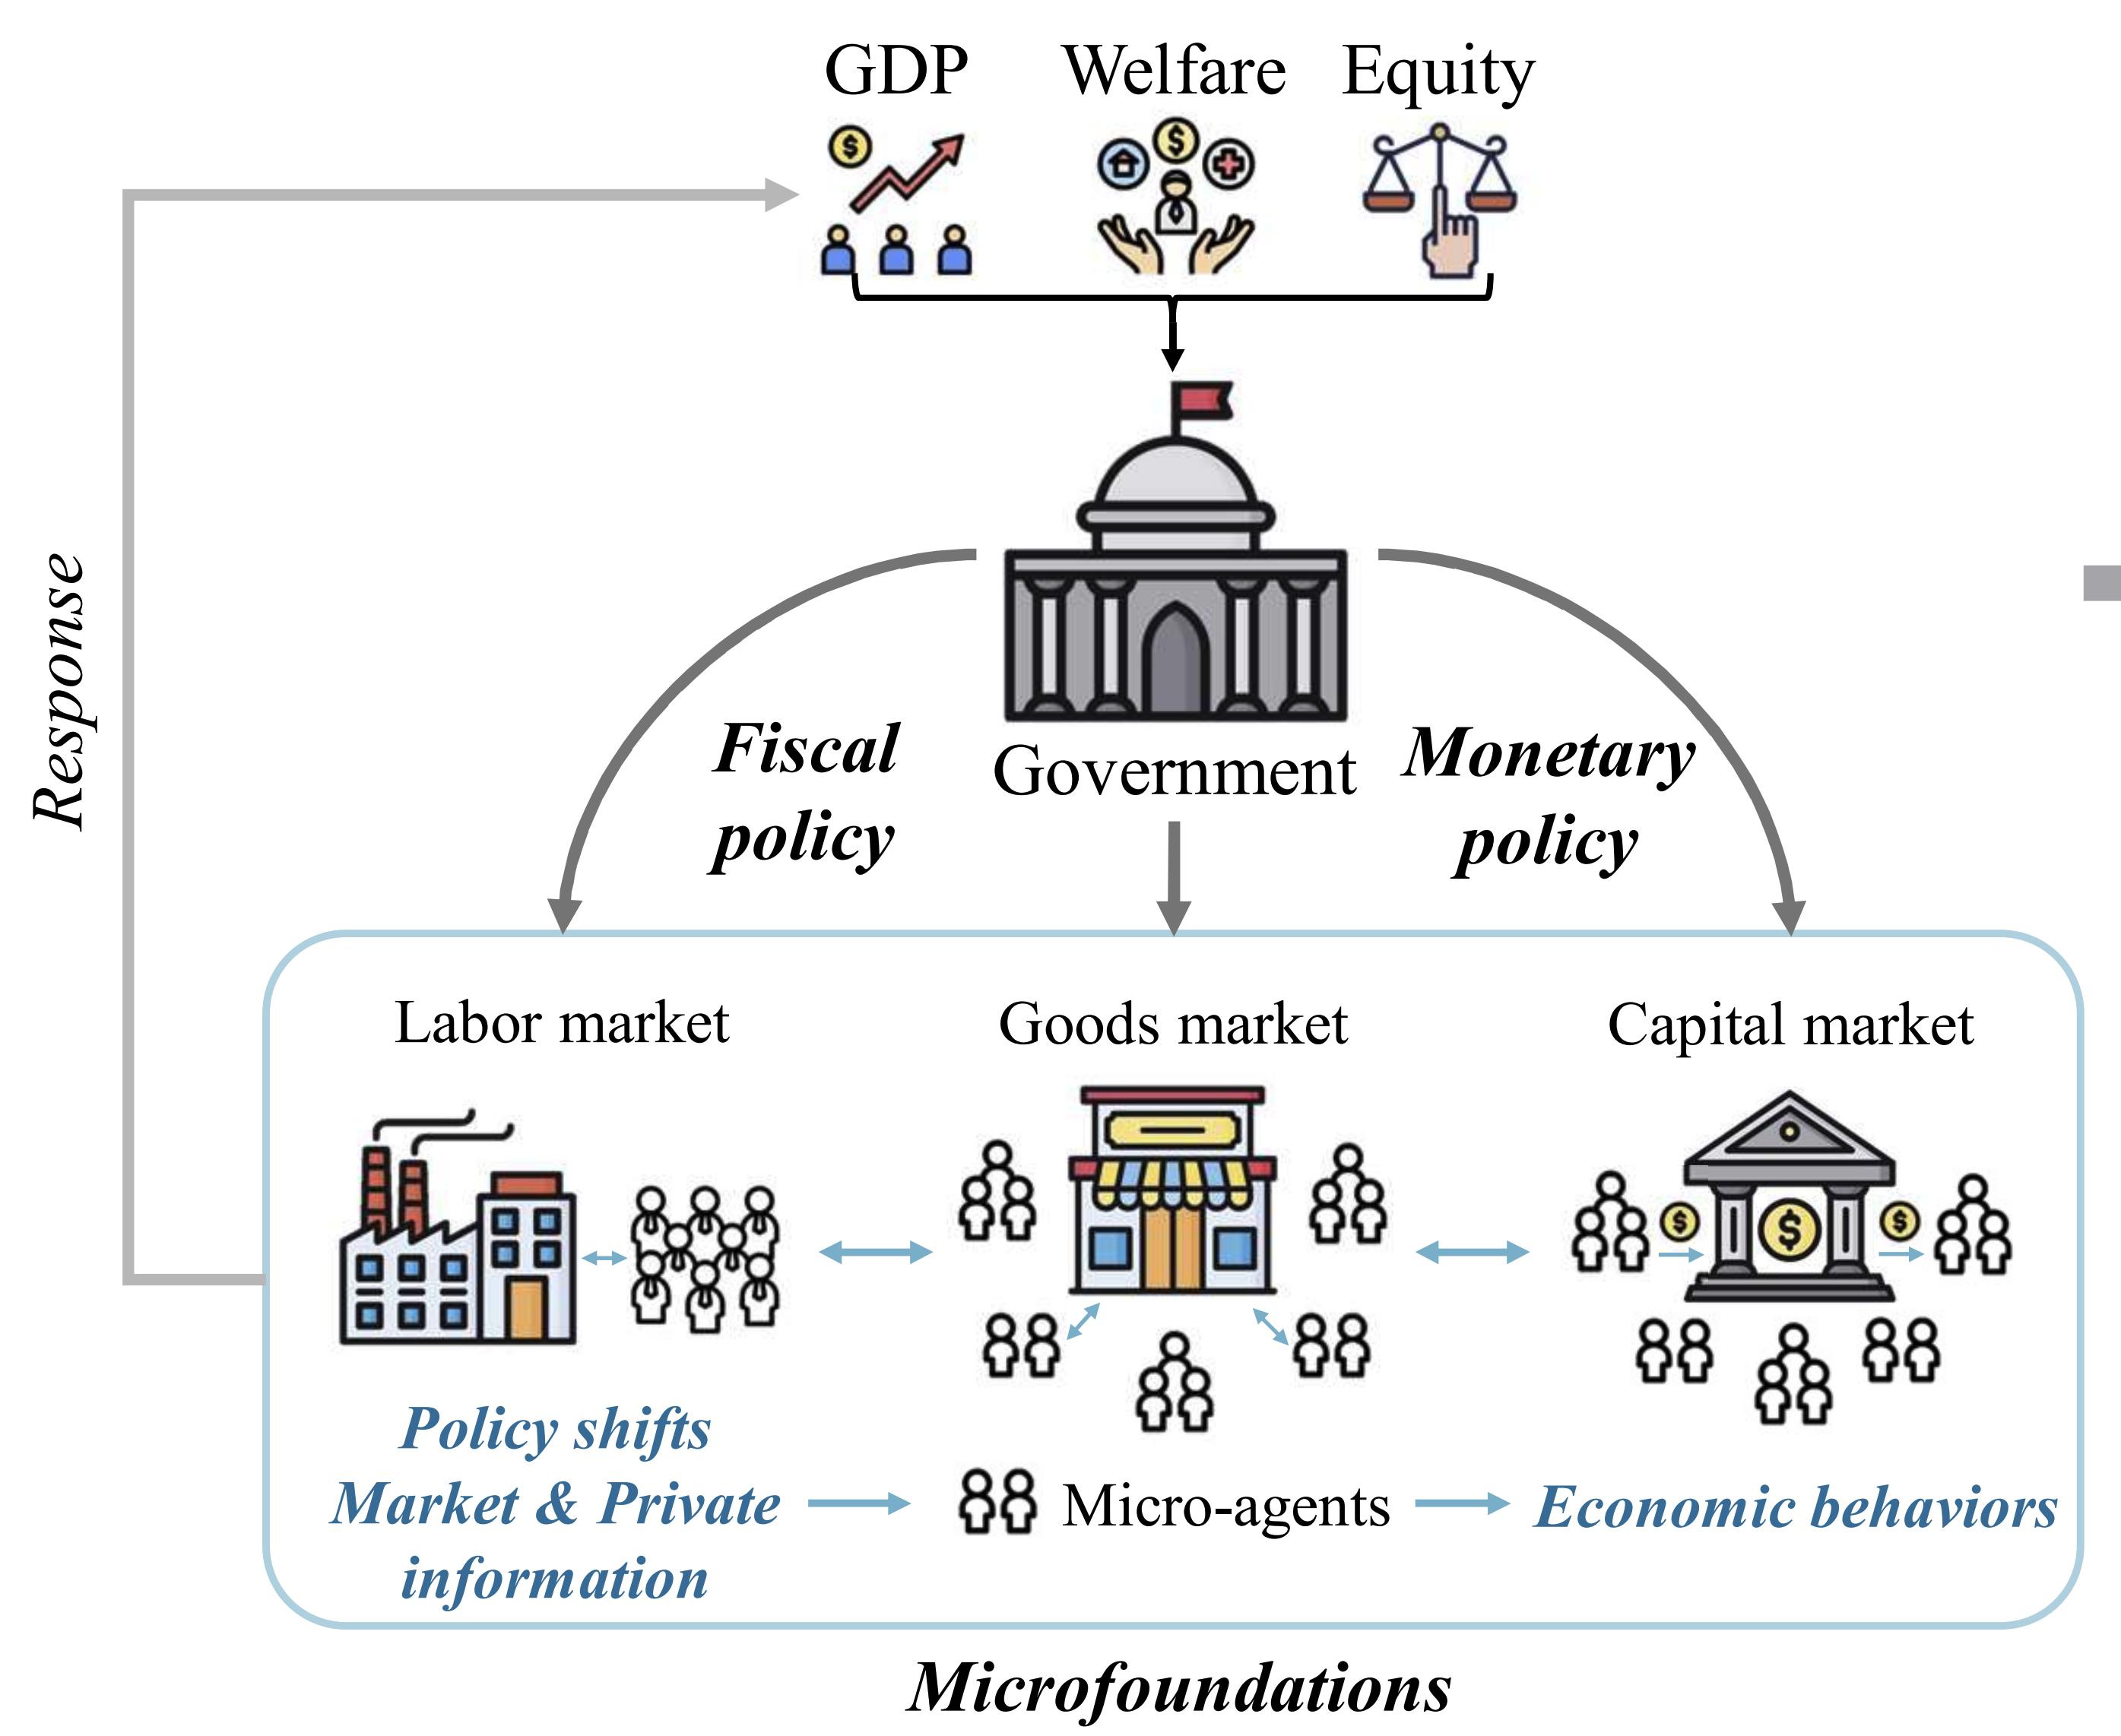 GDP Welfare Equity
Response
Fiscal
policy
Government
Monetary
policy
Labor market
Goods market
Capital market
Policy shifts
Market & Private
information
Micro-agents
Economic behaviors
Microfoundations